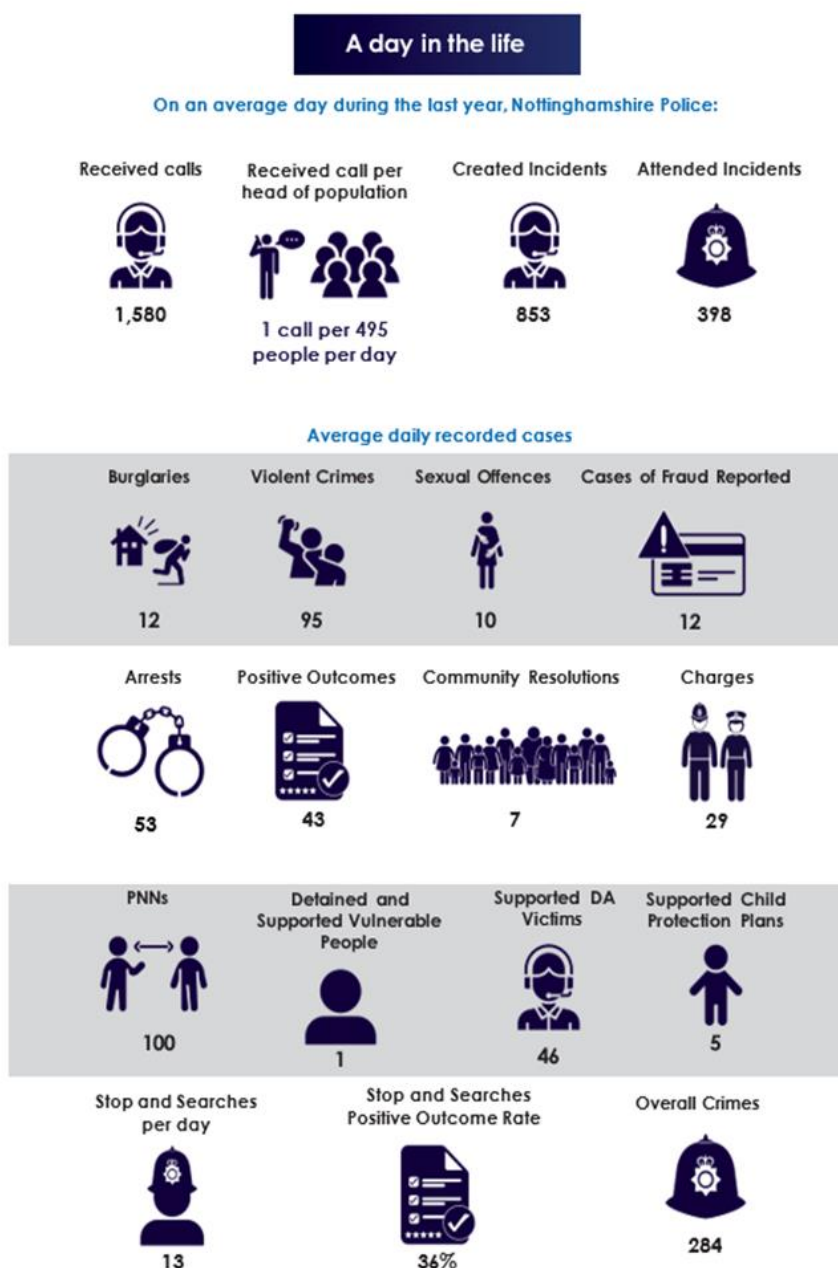 A day in the life
On an average day during the last year, Nottinghamshire Police:
Received calls
1,580
Received call per
head of population
1 call per 495
people per day
Created Incidents
853
Attended Incidents
398
Average daily recorded cases
Burglaries
12
Violent Crimes
95
Sexual Offences
10
Cases of Fraud Reported
12
Arrests
53
Positive Outcomes
43
Community Resolutions
7
Charges
29
PNNs
100
Detained and
Supported Vulnerable
People
1
Supported DA
Victims
46
Supported Child
Protection Plans
5
Stop and Searches
per day
13
Stop and Searches
Positive Outcome Rate
36%
Overall Crimes
284